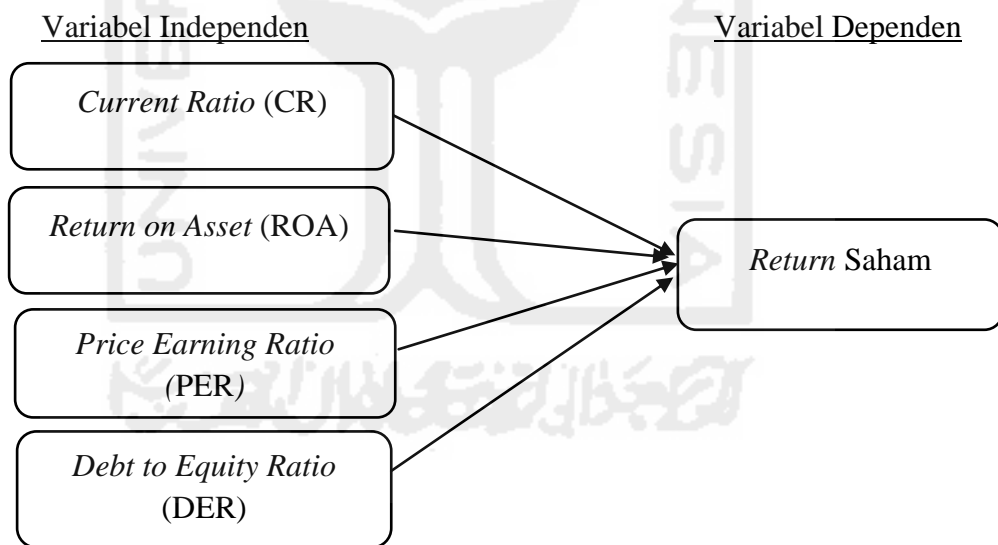 Variabel Independen
Variabel Dependen
Current Ratio (CR)
Return on Asset (ROA)
Return Saham
Price Earning Ratio
(PER)
Debt to Equity Ratio
(DER)